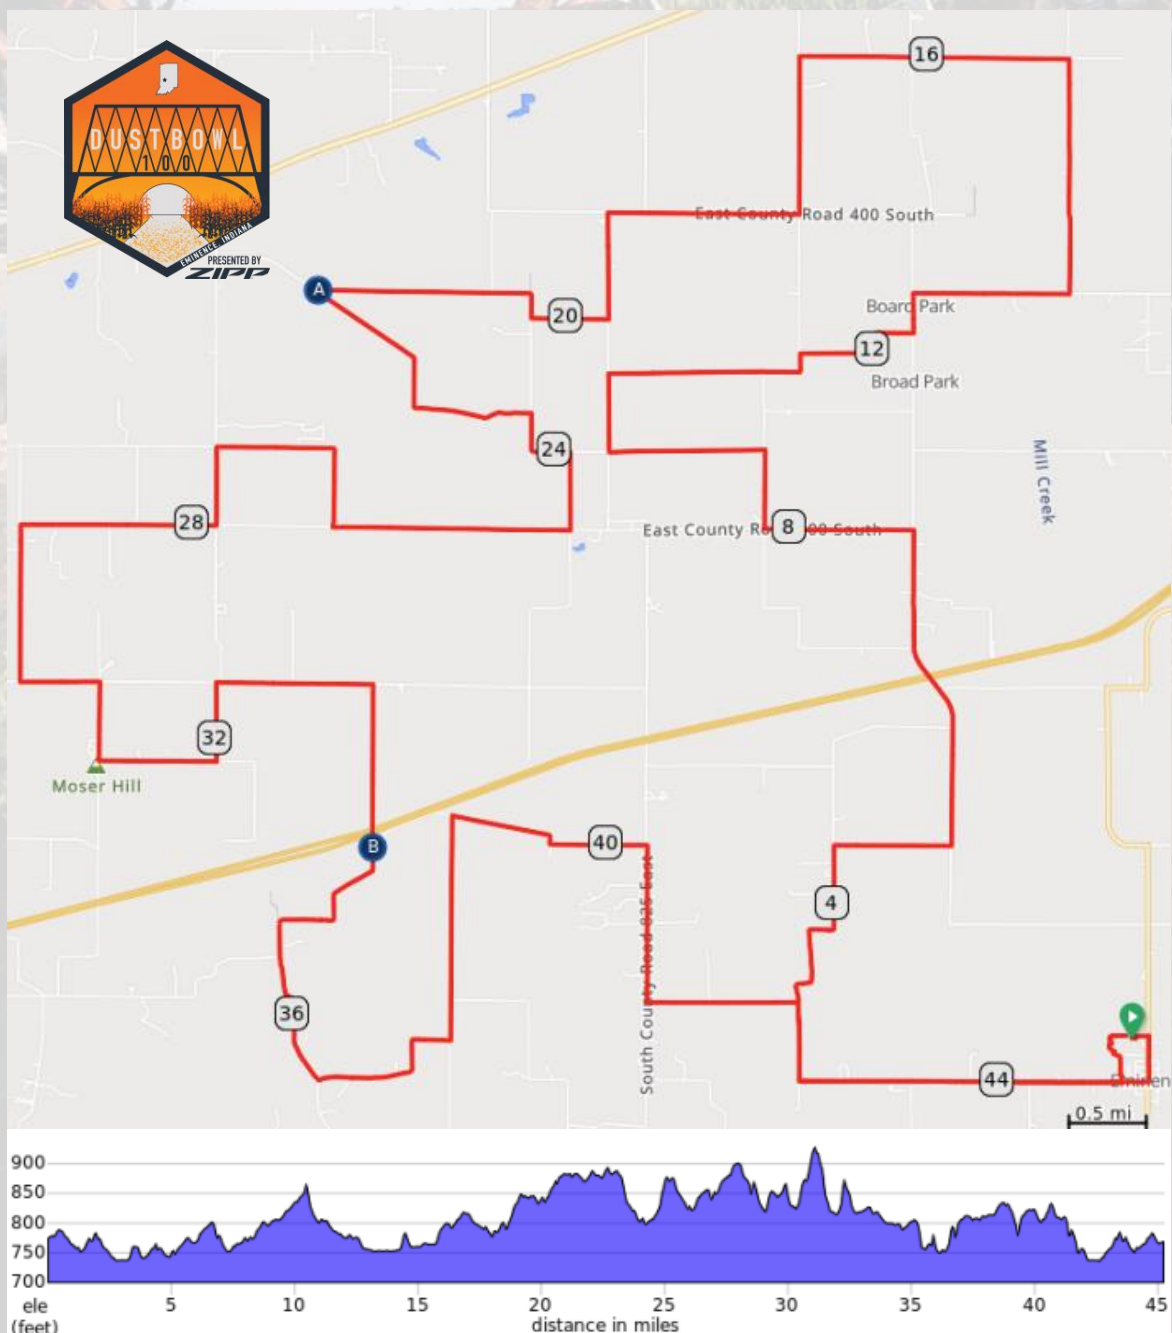 16
DUSTBOWL
100
EMINENCE, INDIANA
PRESENTED BY
ZIPP
East County Road 400 South
A
20
Board Park
12
Broad Park
24
Mill Creek
28
East County Ro 00 South
8
32
Moser Hill
B
40
4
South County Road 825 East
36
44
Eminen
0.5 mi
900
850
800
750
700
ele
(feet)
5 10 15 20 25 30 35 40 45
distance in miles